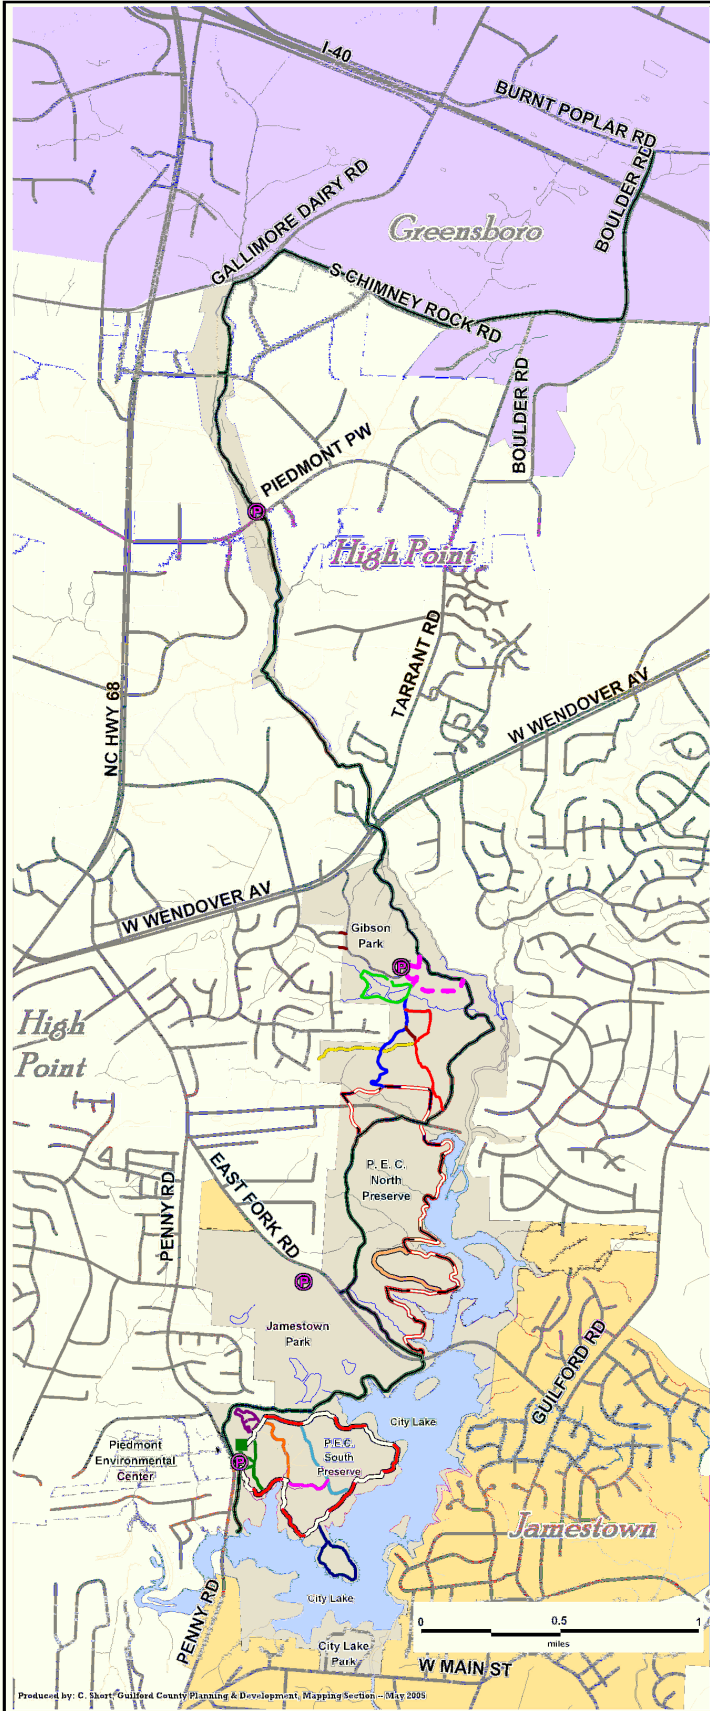 I-40
BURNT POPLAR RD
BOULDER RD
GALLIMORE DAIRY RD
Greensboro
S CHIMNEY ROCK RD
BOULDER RD
PIEDMONT PW
P
High Point
TARRANT RD
W WENDOVER AV
NC HWY 68
W WENDOVER AV
Gibson
Park
P
High
Point
P. E. C.
North
Preserve
EAST FORK RD
PENNY RD
P
Jamestown
Park
GUILFORD RD
City Lake
Piedmont
Environmental
Center
P.E.C.
South
Preserve
P
Jamestown
PENNY RD
City Lake
0 0.5 1
miles
City Lake
Park
W MAIN ST
Produced by: C. Short, Guilford County Planning & Development, Mapping Section -- May 2005